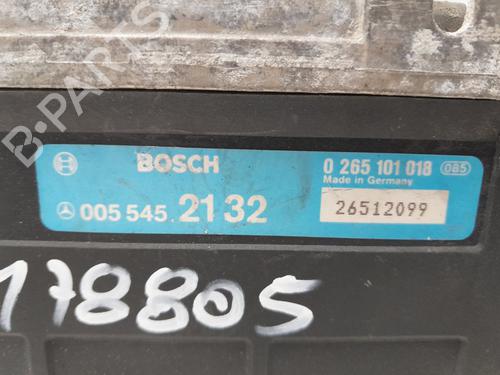 B-PARTS
BOSCH
0 265 101 018 085
Made in Germany
005 545 . 21 32
26512099
178805